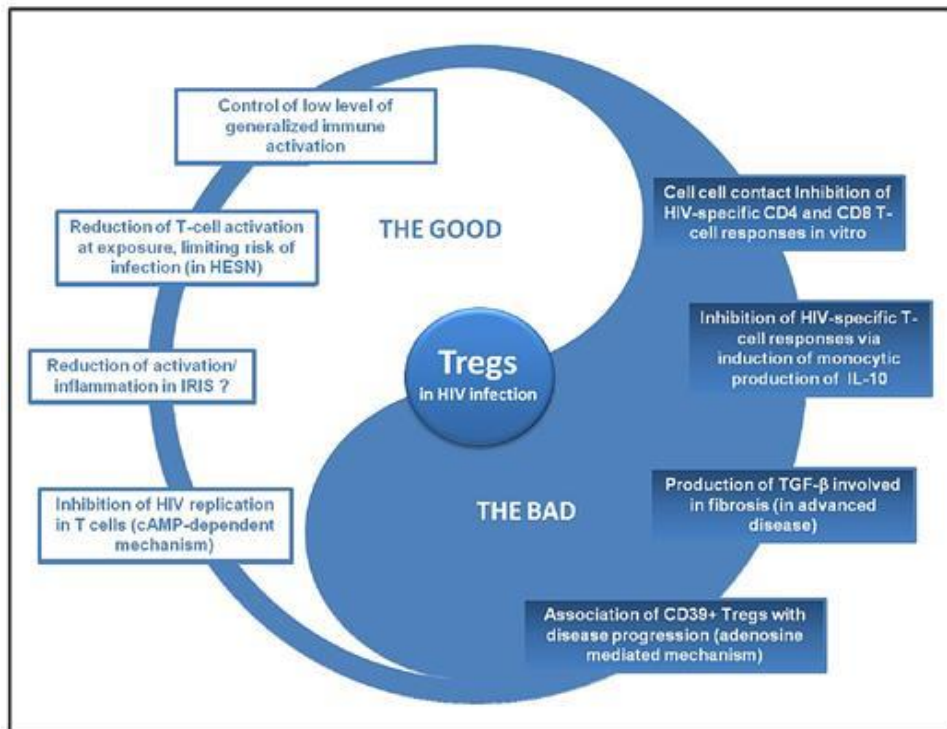 Control of low level of
generalized immune
activation
THE GOOD
Reduction of T-cell activation
at exposure, limiting risk of
infection (in HESN)
Reduction of activation/
inflammation in IRIS ?
Inhibition of HIV replication
in T cells (cAMP-dependent
mechanism)
Tregs
in HIV infection
Cell cell contact Inhibition of
HIV-specific CD4 and CD8 T-
cell responses in vitro
Inhibition of HIV-specific T-
cell responses via
induction of monocytic
production of IL-10
THE BAD
Production of TGF-β involved
in fibrosis (in advanced
disease)
Association of CD39+ Tregs with
disease progression (adenosine
mediated mechanism)